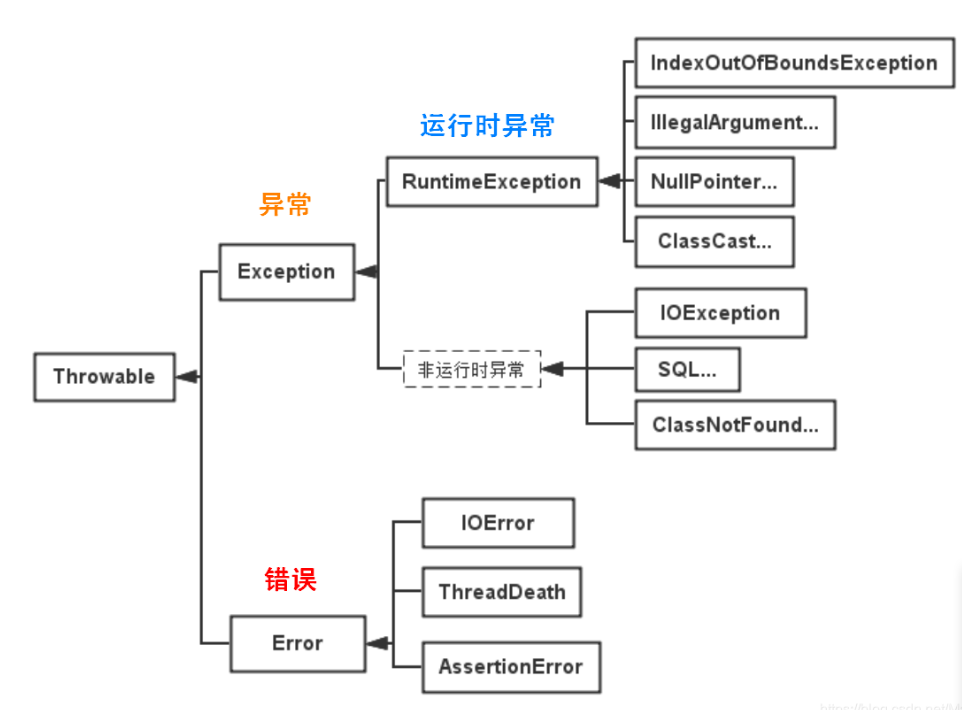 IndexOutOfBoundsException
运行时异常
IllegalArgument...
RuntimeException
NullPointer...
异常
ClassCast...
Exception
IOException
Throwable
非运行时异常
SQL...
ClassNotFound...
IOError
错误
ThreadDeath
Error
AssertionError